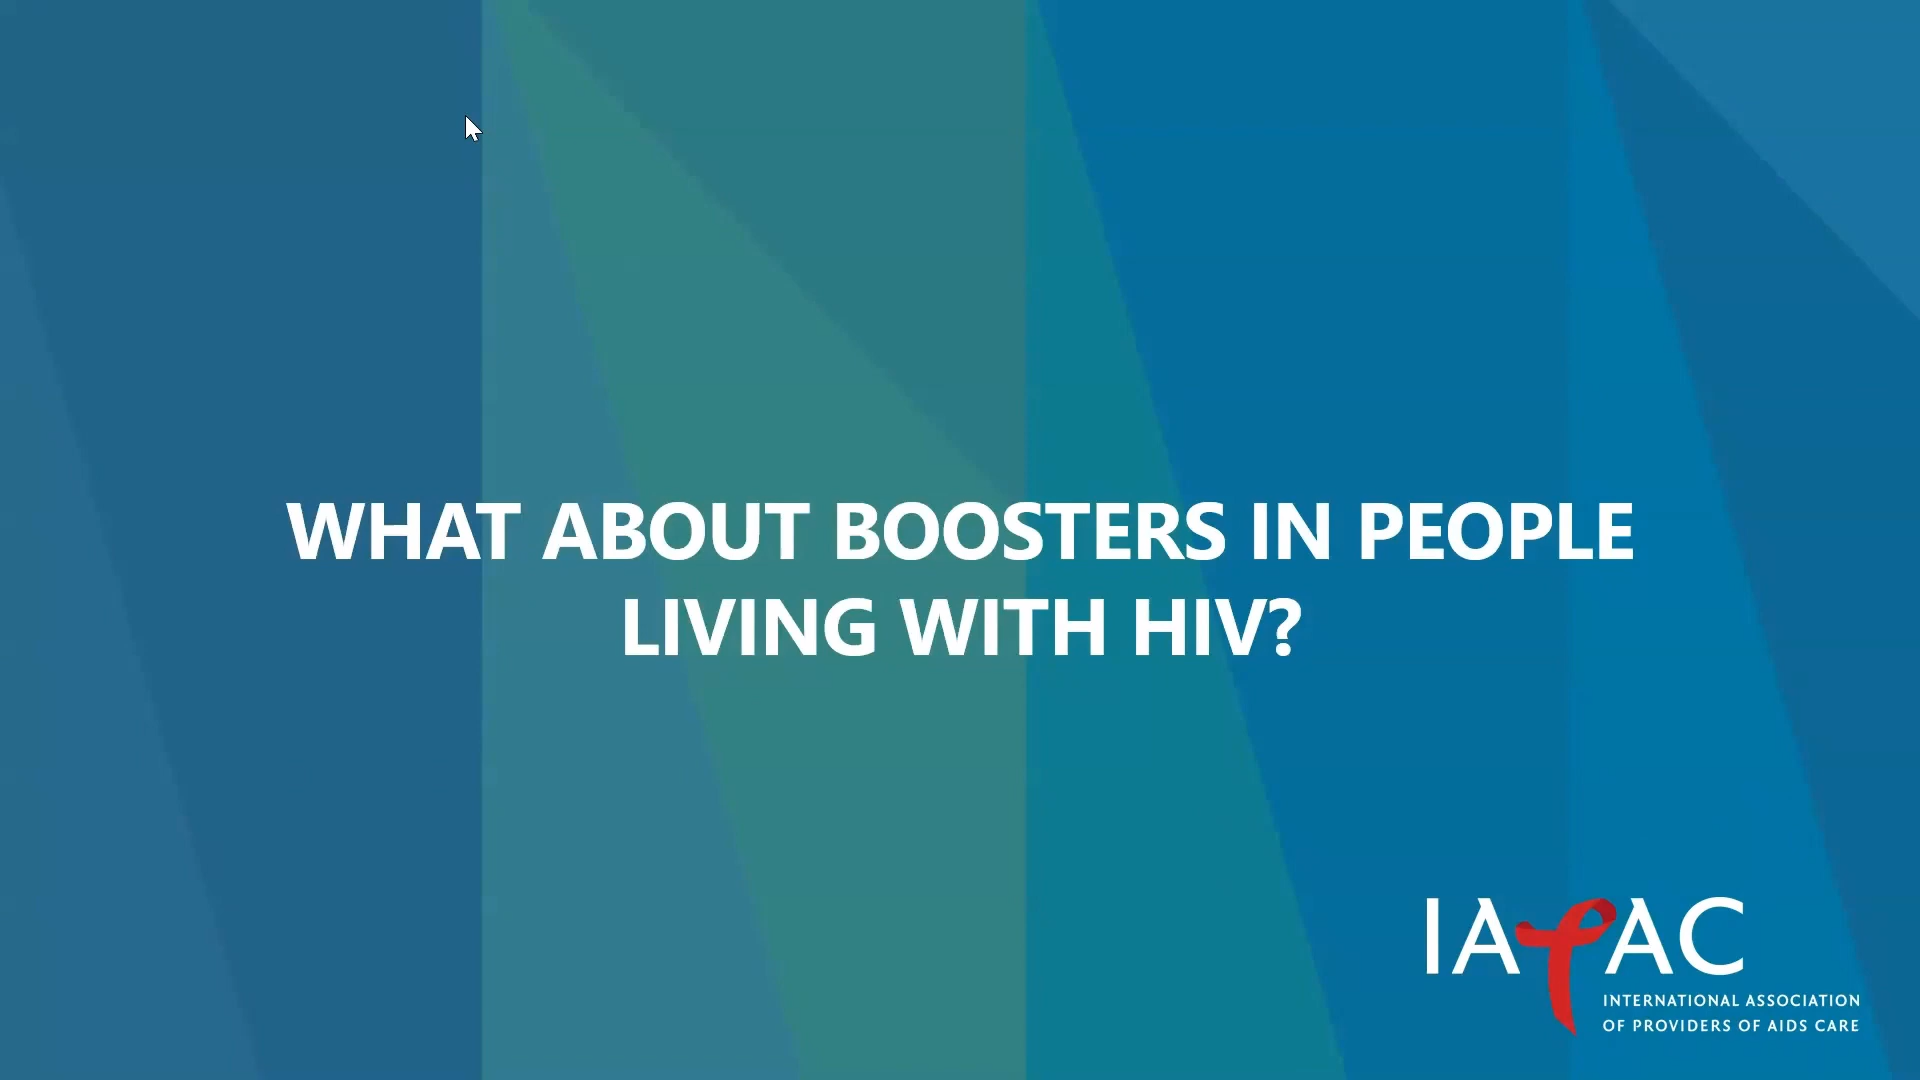 WHAT ABOUT BOOSTERS IN PEOPLE
LIVING WITH HIV?
IAPAC
INTERNATIONAL ASSOCIATION
OF PROVIDERS OF AIDS CARE